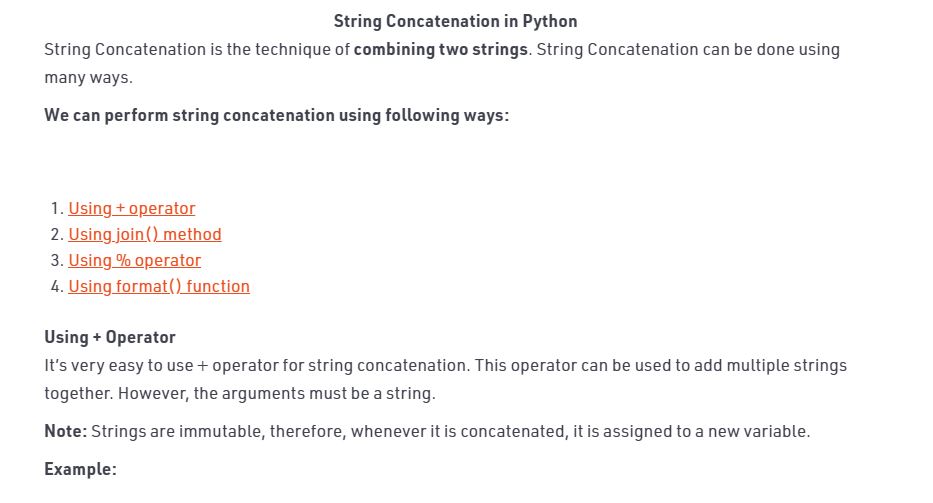 String Concatenation in Python
String Concatenation is the technique of combining two strings. String Concatenation can be done using
many ways.
We can perform string concatenation using following ways:
1. Using + operator
2. Using join() method
3. Using % operator
4. Using format() function
Using + Operator
It’s very easy to use + operator for string concatenation. This operator can be used to add multiple strings
together. However, the arguments must be a string.
Note: Strings are immutable, therefore, whenever it is concatenated, it is assigned to a new variable.
Example: